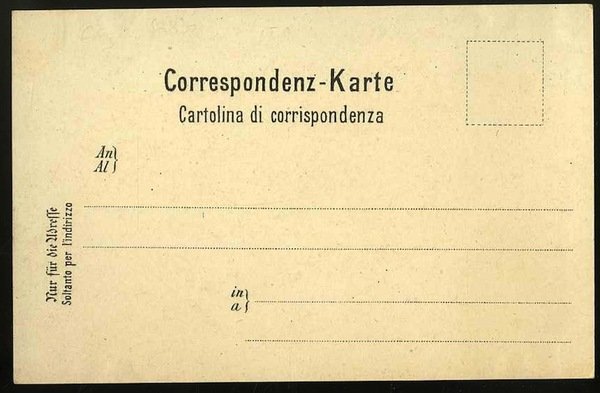 Correspondenz-Karte
Cartolina di corrispondenza
An
Al
Nur für die Adresse
Soltanto per l'indirizzo
in
a